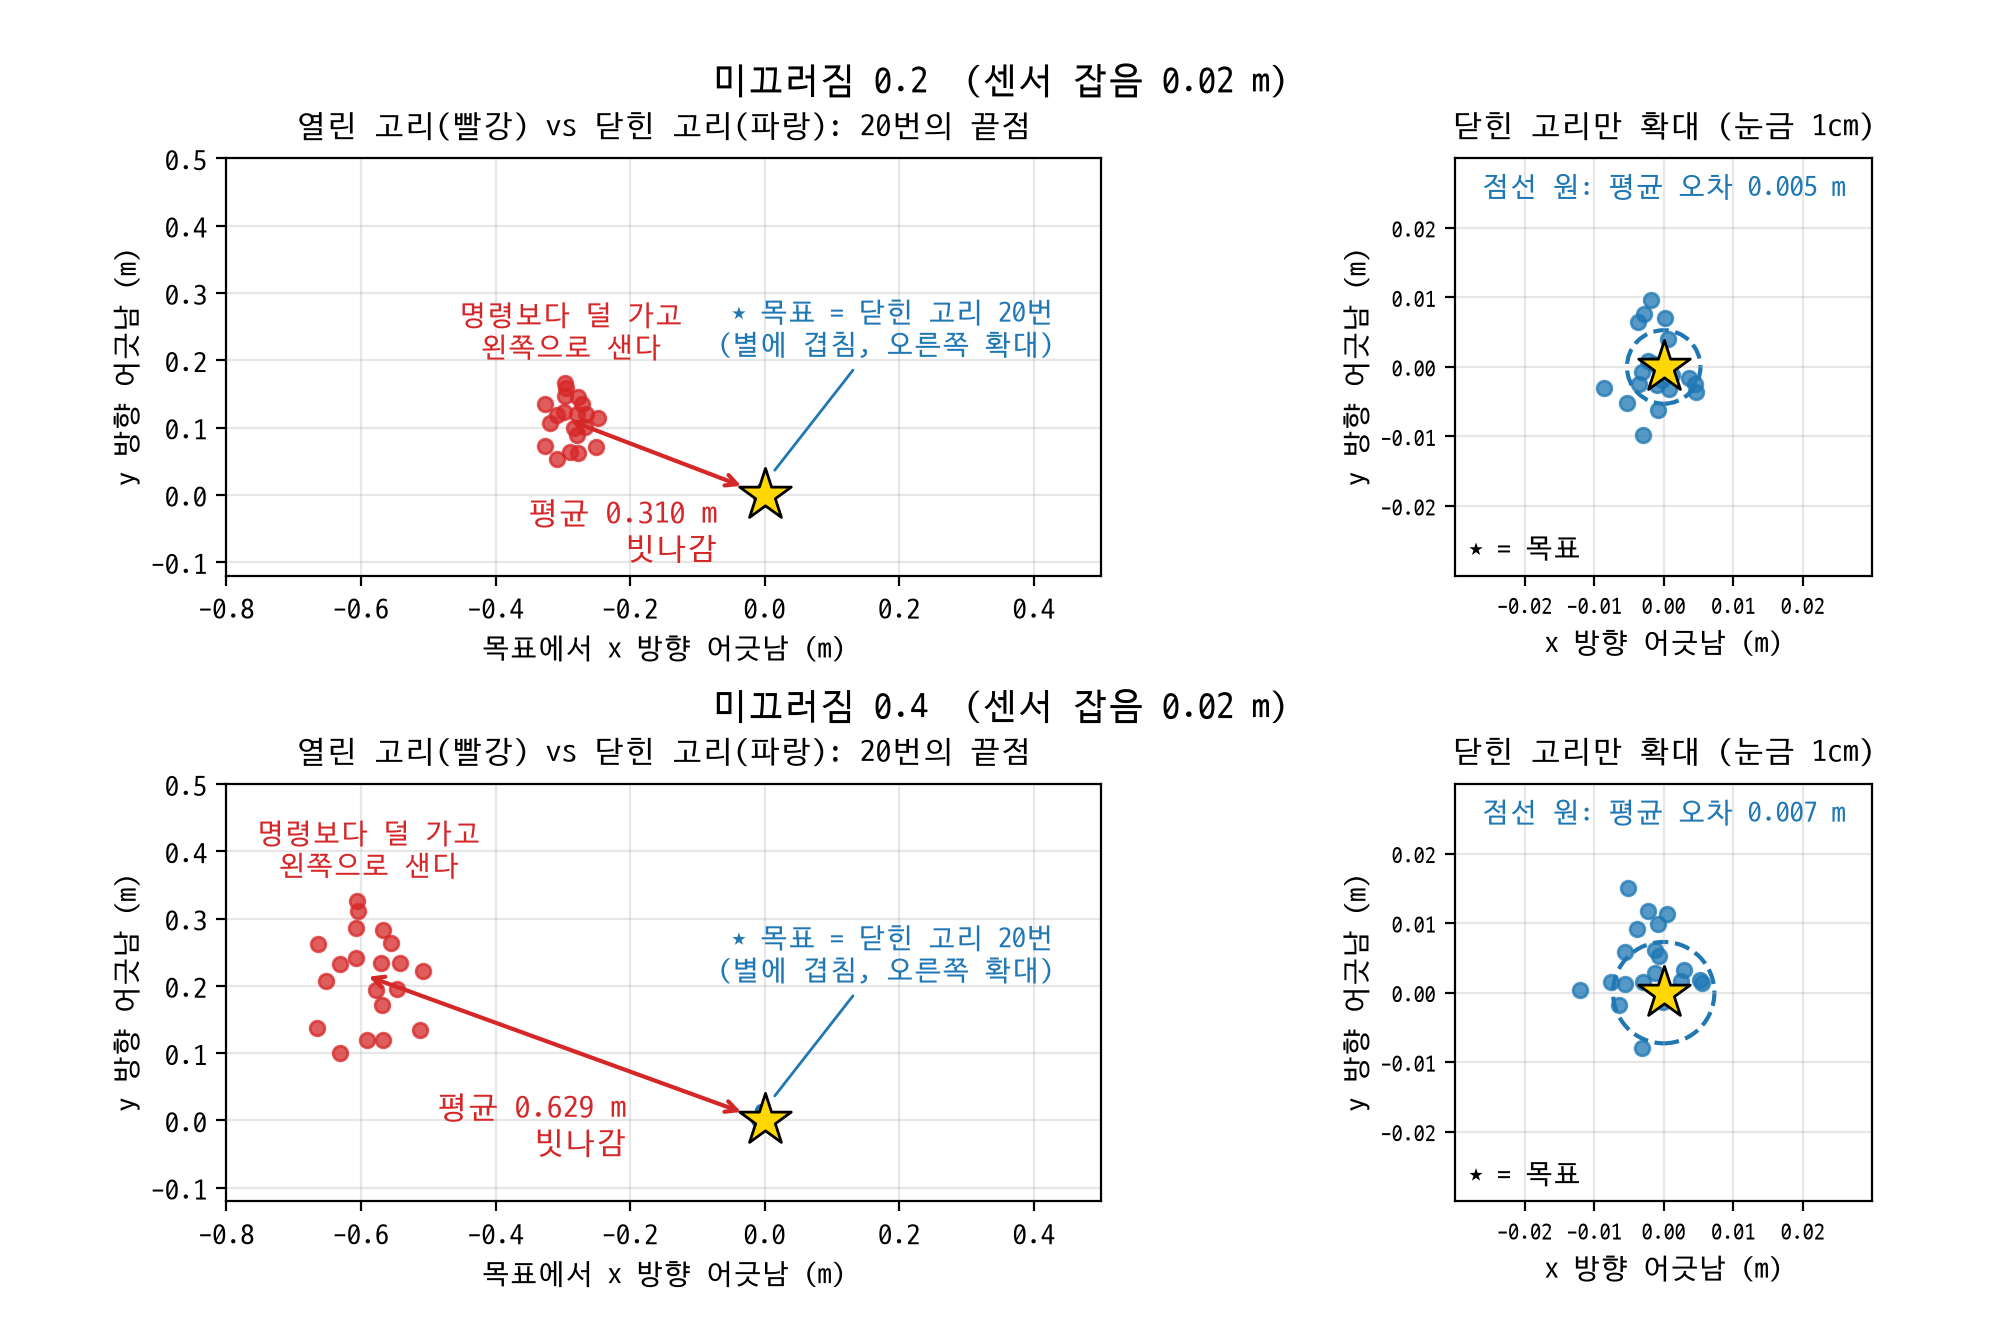 미끄러짐 0.2 (센서 잡음 0.02 m)
열린 고리(빨강) vs 닫힌 고리(파랑): 20번의 끝점
0.5
0.4
0.3
0.2
0.1
0.0
-0.1
y 방향 어긋남 (m)
명령보다 덜 가고
왼쪽으로 샌다
★ 목표 = 닫힌 고리 20번
(별에 겹침, 오른쪽 확대)
평균 0.310 m
빗나감
-0.8 -0.6 -0.4 -0.2 0.0 0.2 0.4
목표에서 x 방향 어긋남 (m)
닫힌 고리만 확대 (눈금 1cm)
점선 원: 평균 오차 0.005 m
0.02
0.01
0.00
-0.01
-0.02
y 방향 어긋남 (m)
★ = 목표
-0.02 -0.01 0.00 0.01 0.02
x 방향 어긋남 (m)
미끄러짐 0.4 (센서 잡음 0.02 m)
열린 고리(빨강) vs 닫힌 고리(파랑): 20번의 끝점
0.5
0.4
0.3
0.2
0.1
0.0
-0.1
y 방향 어긋남 (m)
명령보다 덜 가고
왼쪽으로 샌다
★ 목표 = 닫힌 고리 20번
(별에 겹침, 오른쪽 확대)
평균 0.629 m
빗나감
-0.8 -0.6 -0.4 -0.2 0.0 0.2 0.4
목표에서 x 방향 어긋남 (m)
닫힌 고리만 확대 (눈금 1cm)
점선 원: 평균 오차 0.007 m
0.02
0.01
0.00
-0.01
-0.02
y 방향 어긋남 (m)
★ = 목표
-0.02 -0.01 0.00 0.01 0.02
x 방향 어긋남 (m)